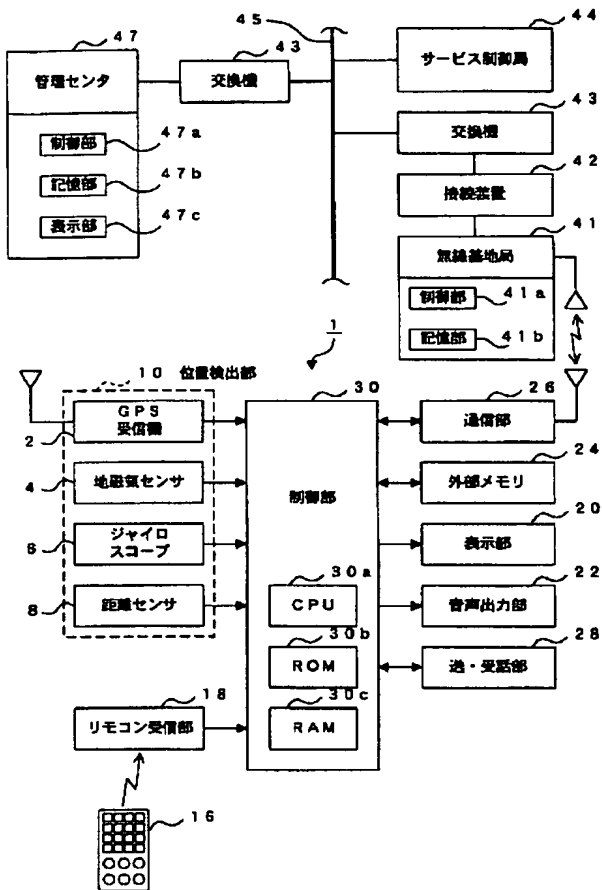 ４７
４３
４５
４４
管理センタ
交換機
サービス制御局
４７ａ
制御部
４７ｂ
記憶部
４７ｃ
表示部
４３
交換機
４２
接続装置
４１
無線基地局
４１ａ
制御部
４１ｂ
記憶部
１
１０ 位置検出部
３０
２６
ＧＰＳ
受信機
２
通信部
２４
４
地磁気センサ
制御部
外部メモリ
２０
６
ジャイロ
スコープ
表示部
３０ａ
２２
８
距離センサ
ＣＰＵ
音声出力部
３０ｂ
２８
ＲＯＭ
送・受話部
１８
３０ｃ
リモコン受信部
ＲＡＭ
１６